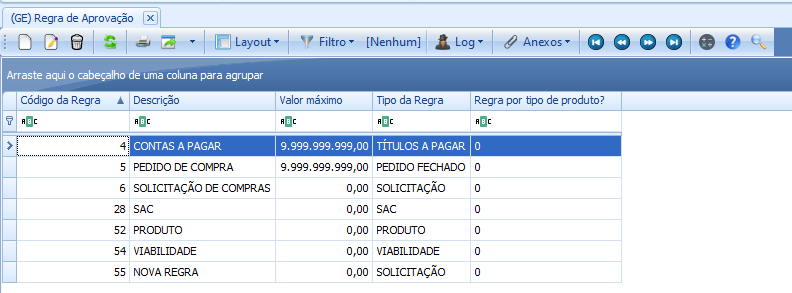 (GE) Regra de Aprovação
Layout Filtro [Nenhum] Log Anexos
Arraste aqui o cabeçalho de uma coluna para agrupar
Código da Regra Descrição Valor máximo Tipo da Regra Regra por tipo de produto?
ABC ABC ABC ABC ABC
4 CONTAS A PAGAR 9.999.999.999,00 TÍTULOS A PAGAR 0
5 PEDIDO DE COMPRA 9.999.999.999,00 PEDIDO FECHADO 0
6 SOLICITAÇÃO DE COMPRAS 0,00 SOLICITAÇÃO 0
28 SAC 0,00 SAC 0
52 PRODUTO 0,00 PRODUTO 0
54 VIABILIDADE 0,00 VIABILIDADE 0
55 NOVA REGRA 0,00 SOLICITAÇÃO 0